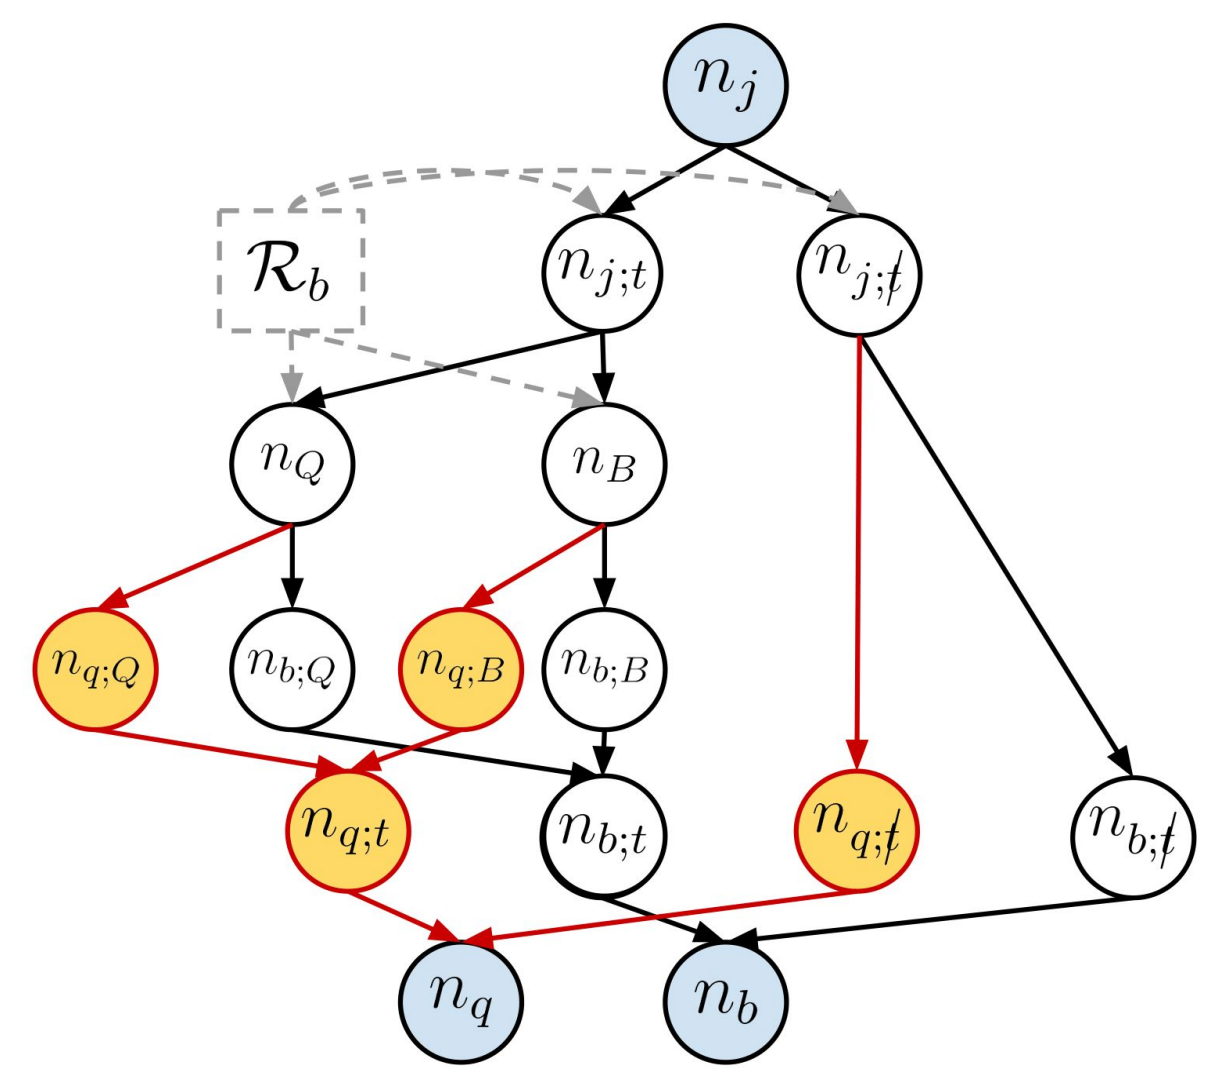 n_j
𝓡_b
n_{j;t}
n_{j;t̸}
n_Q
n_B
n_{q;Q}
n_{b;Q}
n_{q;B}
n_{b;B}
n_{q;t}
n_{b;t}
n_{q;t̸}
n_{b;t̸}
n_q
n_b